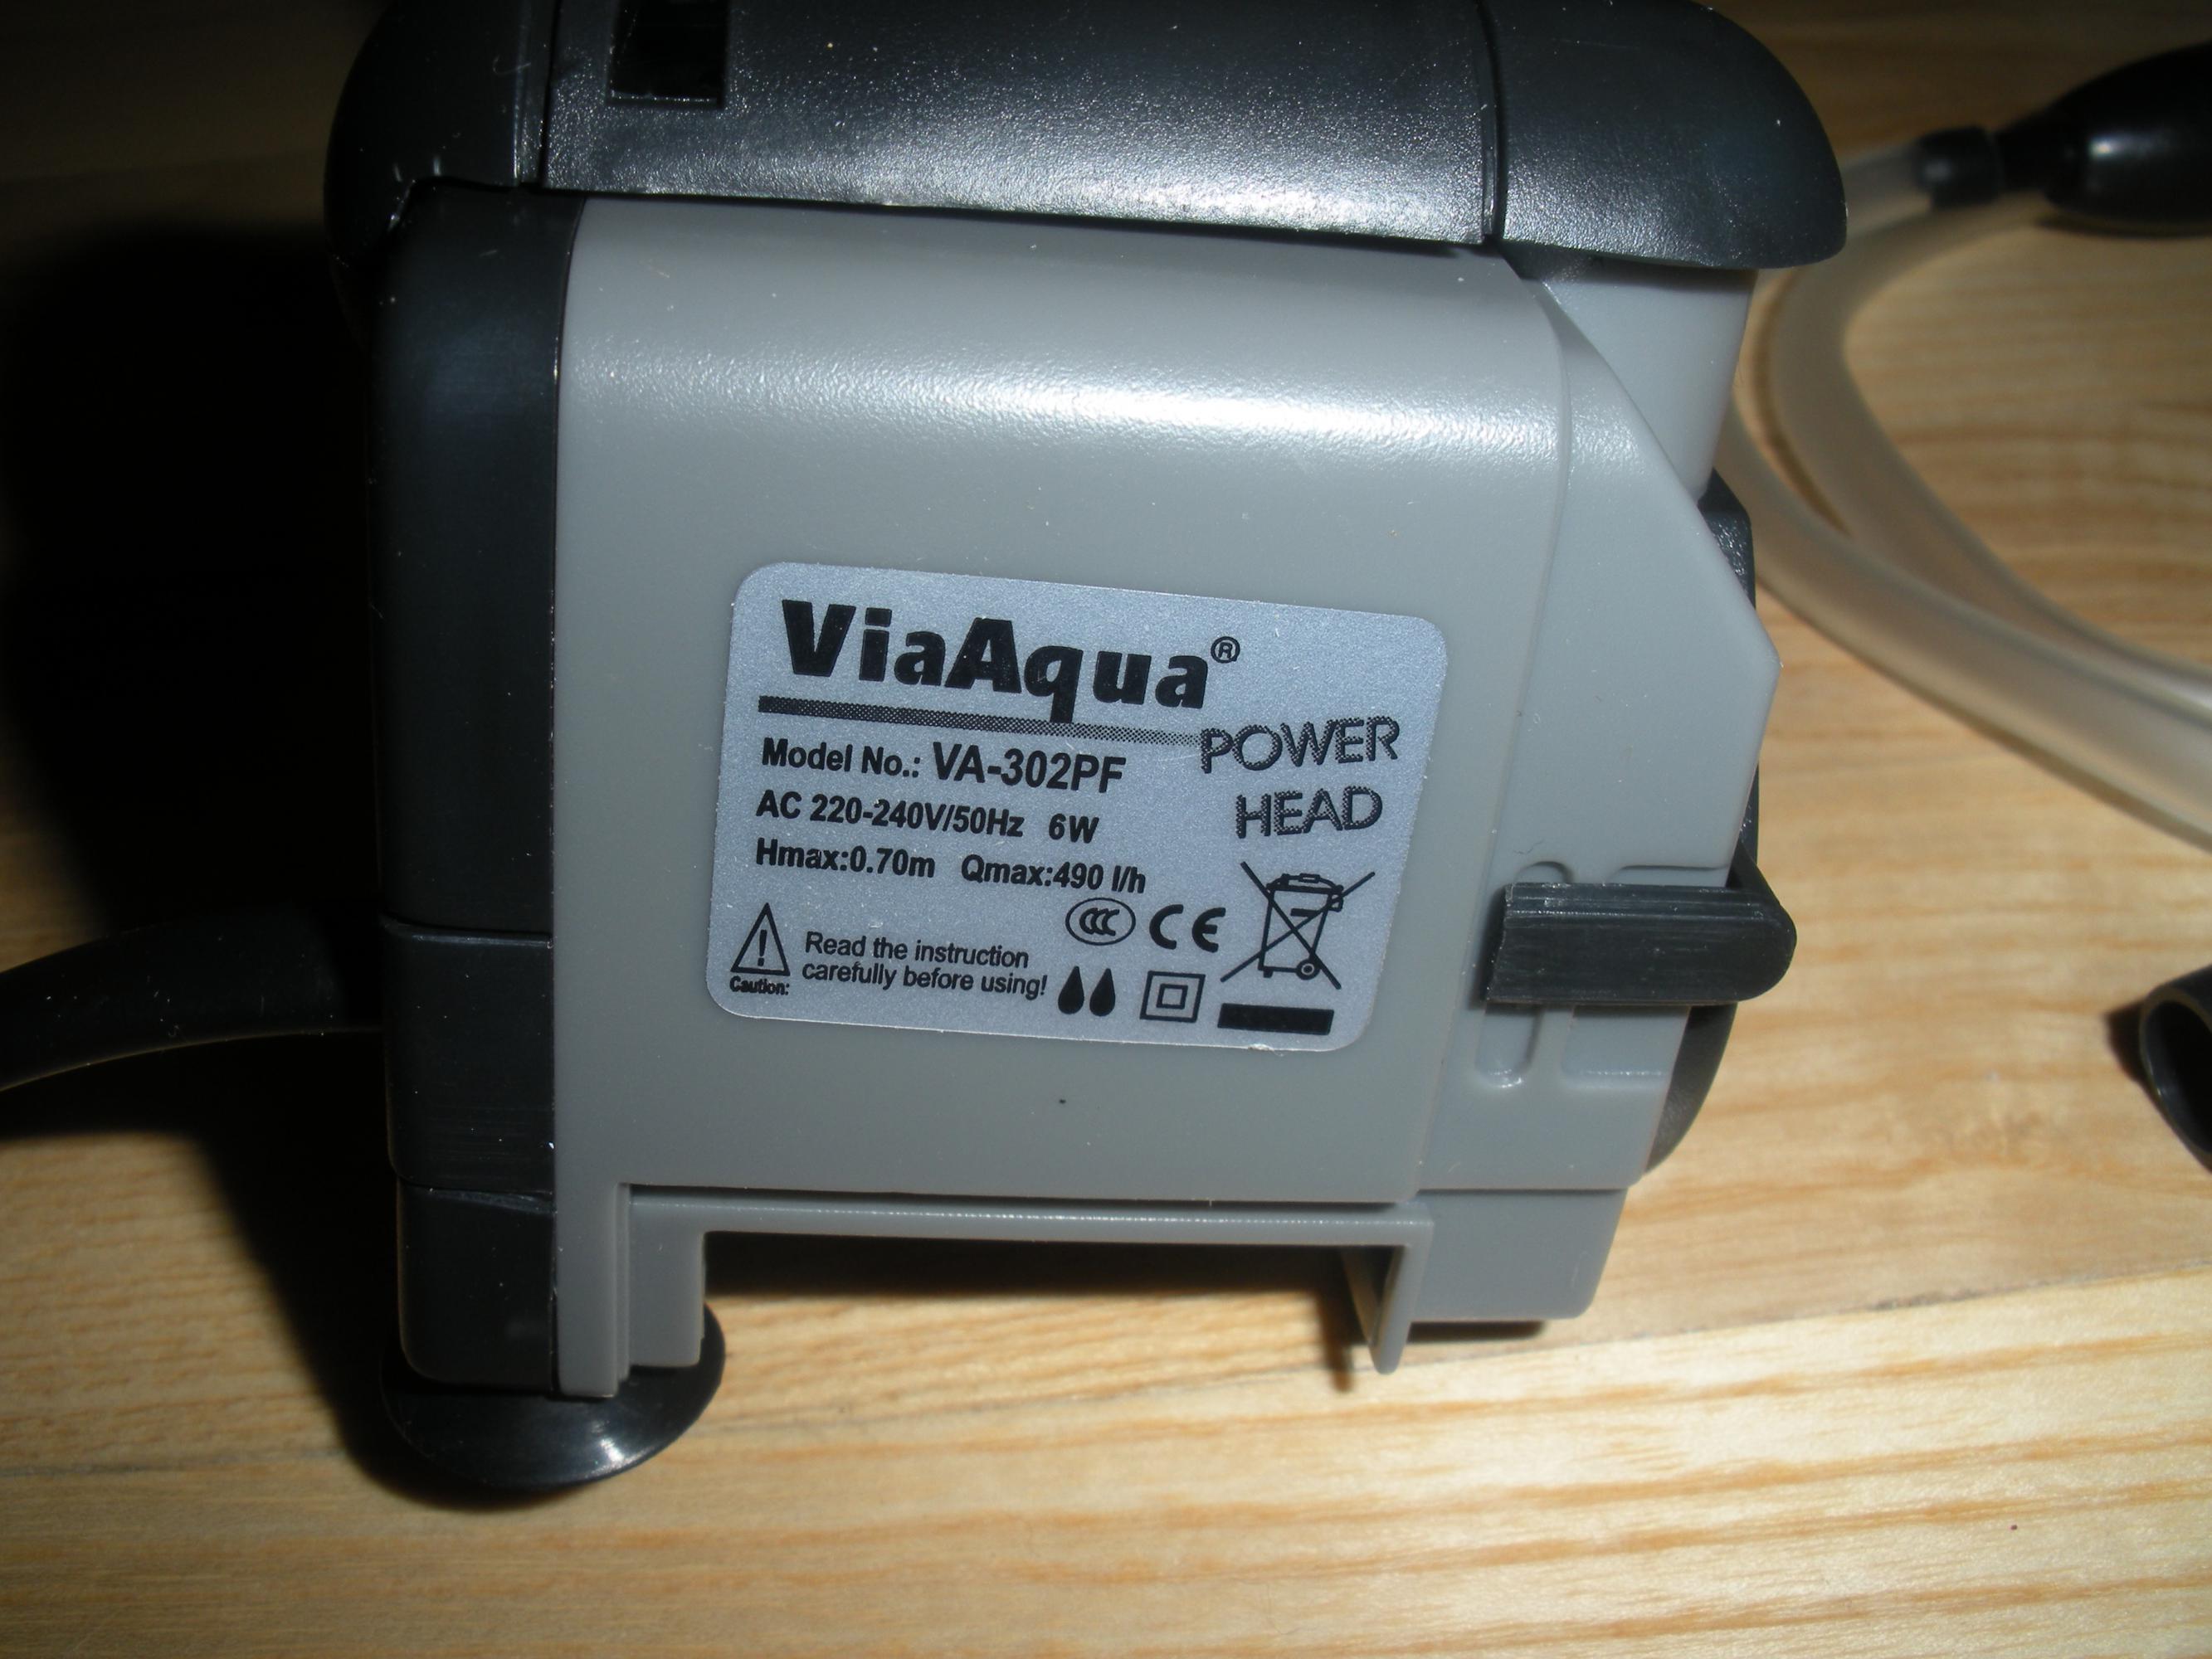 ViaAqua®
POWER
HEAD
Model No.: VA-302PF
AC 220-240V/50Hz 6W
Hmax:0.70m Qmax:490 l/h
CCC CE
Read the instruction
carefully before using!
Caution: